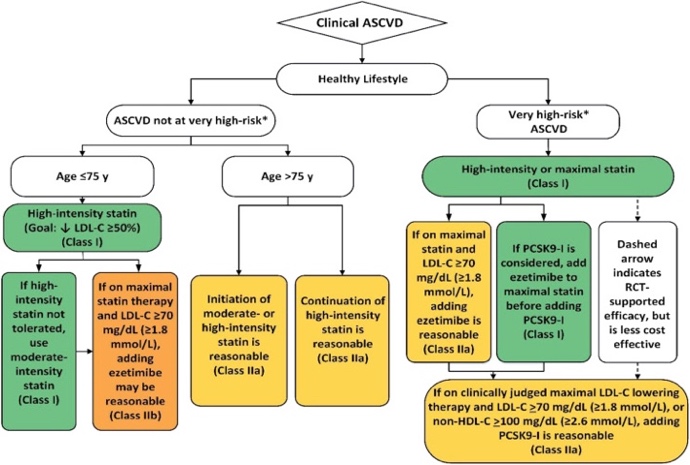 Clinical ASCVD
Healthy Lifestyle
ASCVD not at very high-risk*
Very high-risk*
ASCVD
Age ≤75 y
Age >75 y
High-intensity or maximal statin
(Class I)
High-intensity statin
(Goal: ↓ LDL-C ≥50%)
(Class I)
If high-
intensity
statin not
tolerated,
use
moderate-
intensity
statin
(Class I)
If on maximal
statin therapy
and LDL-C ≥70
mg/dL (≥1.8
mmol/L),
adding
ezetimibe
may be
reasonable
(Class IIb)
Initiation of
moderate- or
high-intensity
statin is
reasonable
(Class IIa)
Continuation of
high-intensity
statin is
reasonable
(Class IIa)
If on maximal
statin and
LDL-C ≥70
mg/dL (≥1.8
mmol/L),
adding
ezetimibe is
reasonable
(Class IIa)
If PCSK9-I is
considered, add
ezetimibe to
maximal statin
before adding
PCSK9-I
(Class I)
Dashed
arrow
indicates
RCT-
supported
efficacy, but
is less cost
effective
If on clinically judged maximal LDL-C lowering
therapy and LDL-C ≥70 mg/dL (≥1.8 mmol/L), or
non-HDL-C ≥100 mg/dL (≥2.6 mmol/L), adding
PCSK9-I is reasonable
(Class IIa)